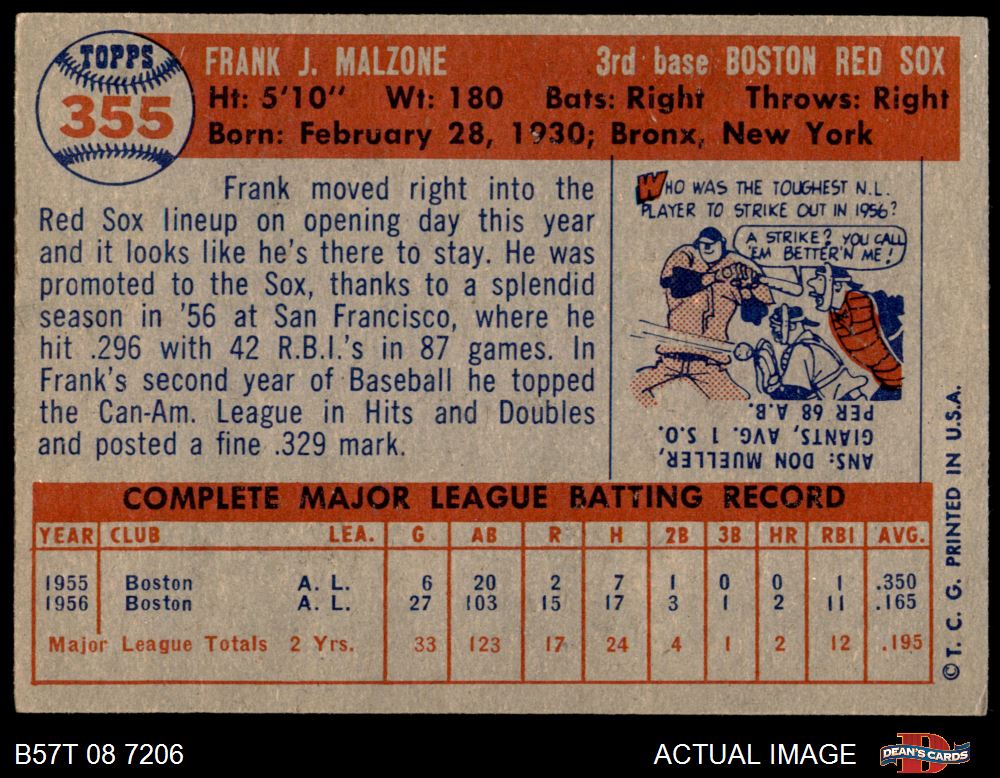 TOPPS
355
FRANK J. MALZONE 3rd base BOSTON RED SOX
Ht: 5'10" Wt: 180 Bats: Right Throws: Right
Born: February 28, 1930; Bronx, New York
Frank moved right into the
Red Sox lineup on opening day this year
and it looks like he's there to stay. He was
promoted to the Sox, thanks to a splendid
season in '56 at San Francisco, where he
hit .296 with 42 R.B.I.'s in 87 games. In
Frank's second year of Baseball he topped
the Can-Am. League in Hits and Doubles
and posted a fine .329 mark.
WHO WAS THE TOUGHEST N.L.
PLAYER TO STRIKE OUT IN 1956?
A STRIKE? YOU CALL
'EM BETTER'N ME!
ANS: DON MUELLER,
GIANTS, AVG. 1 S.O.
PER 68 A.B.
COMPLETE MAJOR LEAGUE BATTING RECORD
YEAR CLUB LEA. G AB R H 2B 3B HR RBI AVG.
1955 Boston A. L. 6 20 2 7 1 0 0 1 .350
1956 Boston A. L. 27 103 15 17 3 1 2 11 .165
Major League Totals 2 Yrs. 33 123 17 24 4 1 2 12 .195
©T. C. G. PRINTED IN U.S.A.
B57T 08 7206 ACTUAL IMAGE
D
DEAN'S CARDS